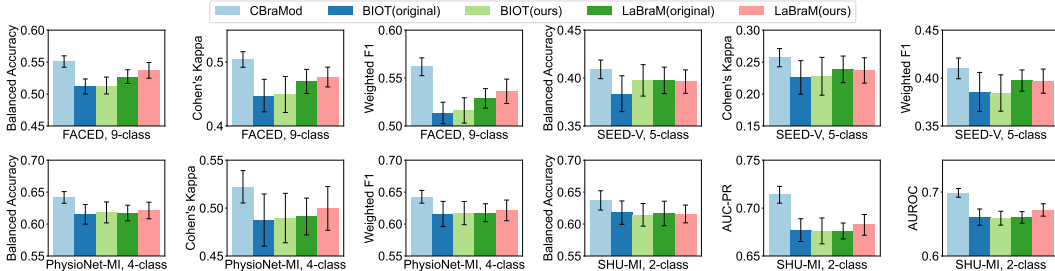 CBraMod BIOT(original) BIOT(ours) LaBraM(original) LaBraM(ours)
Balanced Accuracy 0.60 0.55 0.50 0.45 FACED, 9-class
Cohen's Kappa 0.5 0.4 FACED, 9-class
Weighted F1 0.60 0.55 0.50 FACED, 9-class
Balanced Accuracy 0.45 0.40 0.35 SEED-V, 5-class
Cohen's Kappa 0.30 0.25 0.20 0.15 SEED-V, 5-class
Weighted F1 0.45 0.40 0.35 SEED-V, 5-class
Balanced Accuracy 0.70 0.65 0.60 0.55 PhysioNet-MI, 4-class
Cohen's Kappa 0.55 0.50 0.45 PhysioNet-MI, 4-class
Weighted F1 0.70 0.65 0.60 0.55 PhysioNet-MI, 4-class
Balanced Accuracy 0.70 0.65 0.60 0.55 SHU-MI, 2-class
AUC-PR 0.75 0.70 0.65 SHU-MI, 2-class
AUROC 0.7 0.6 SHU-MI, 2-class